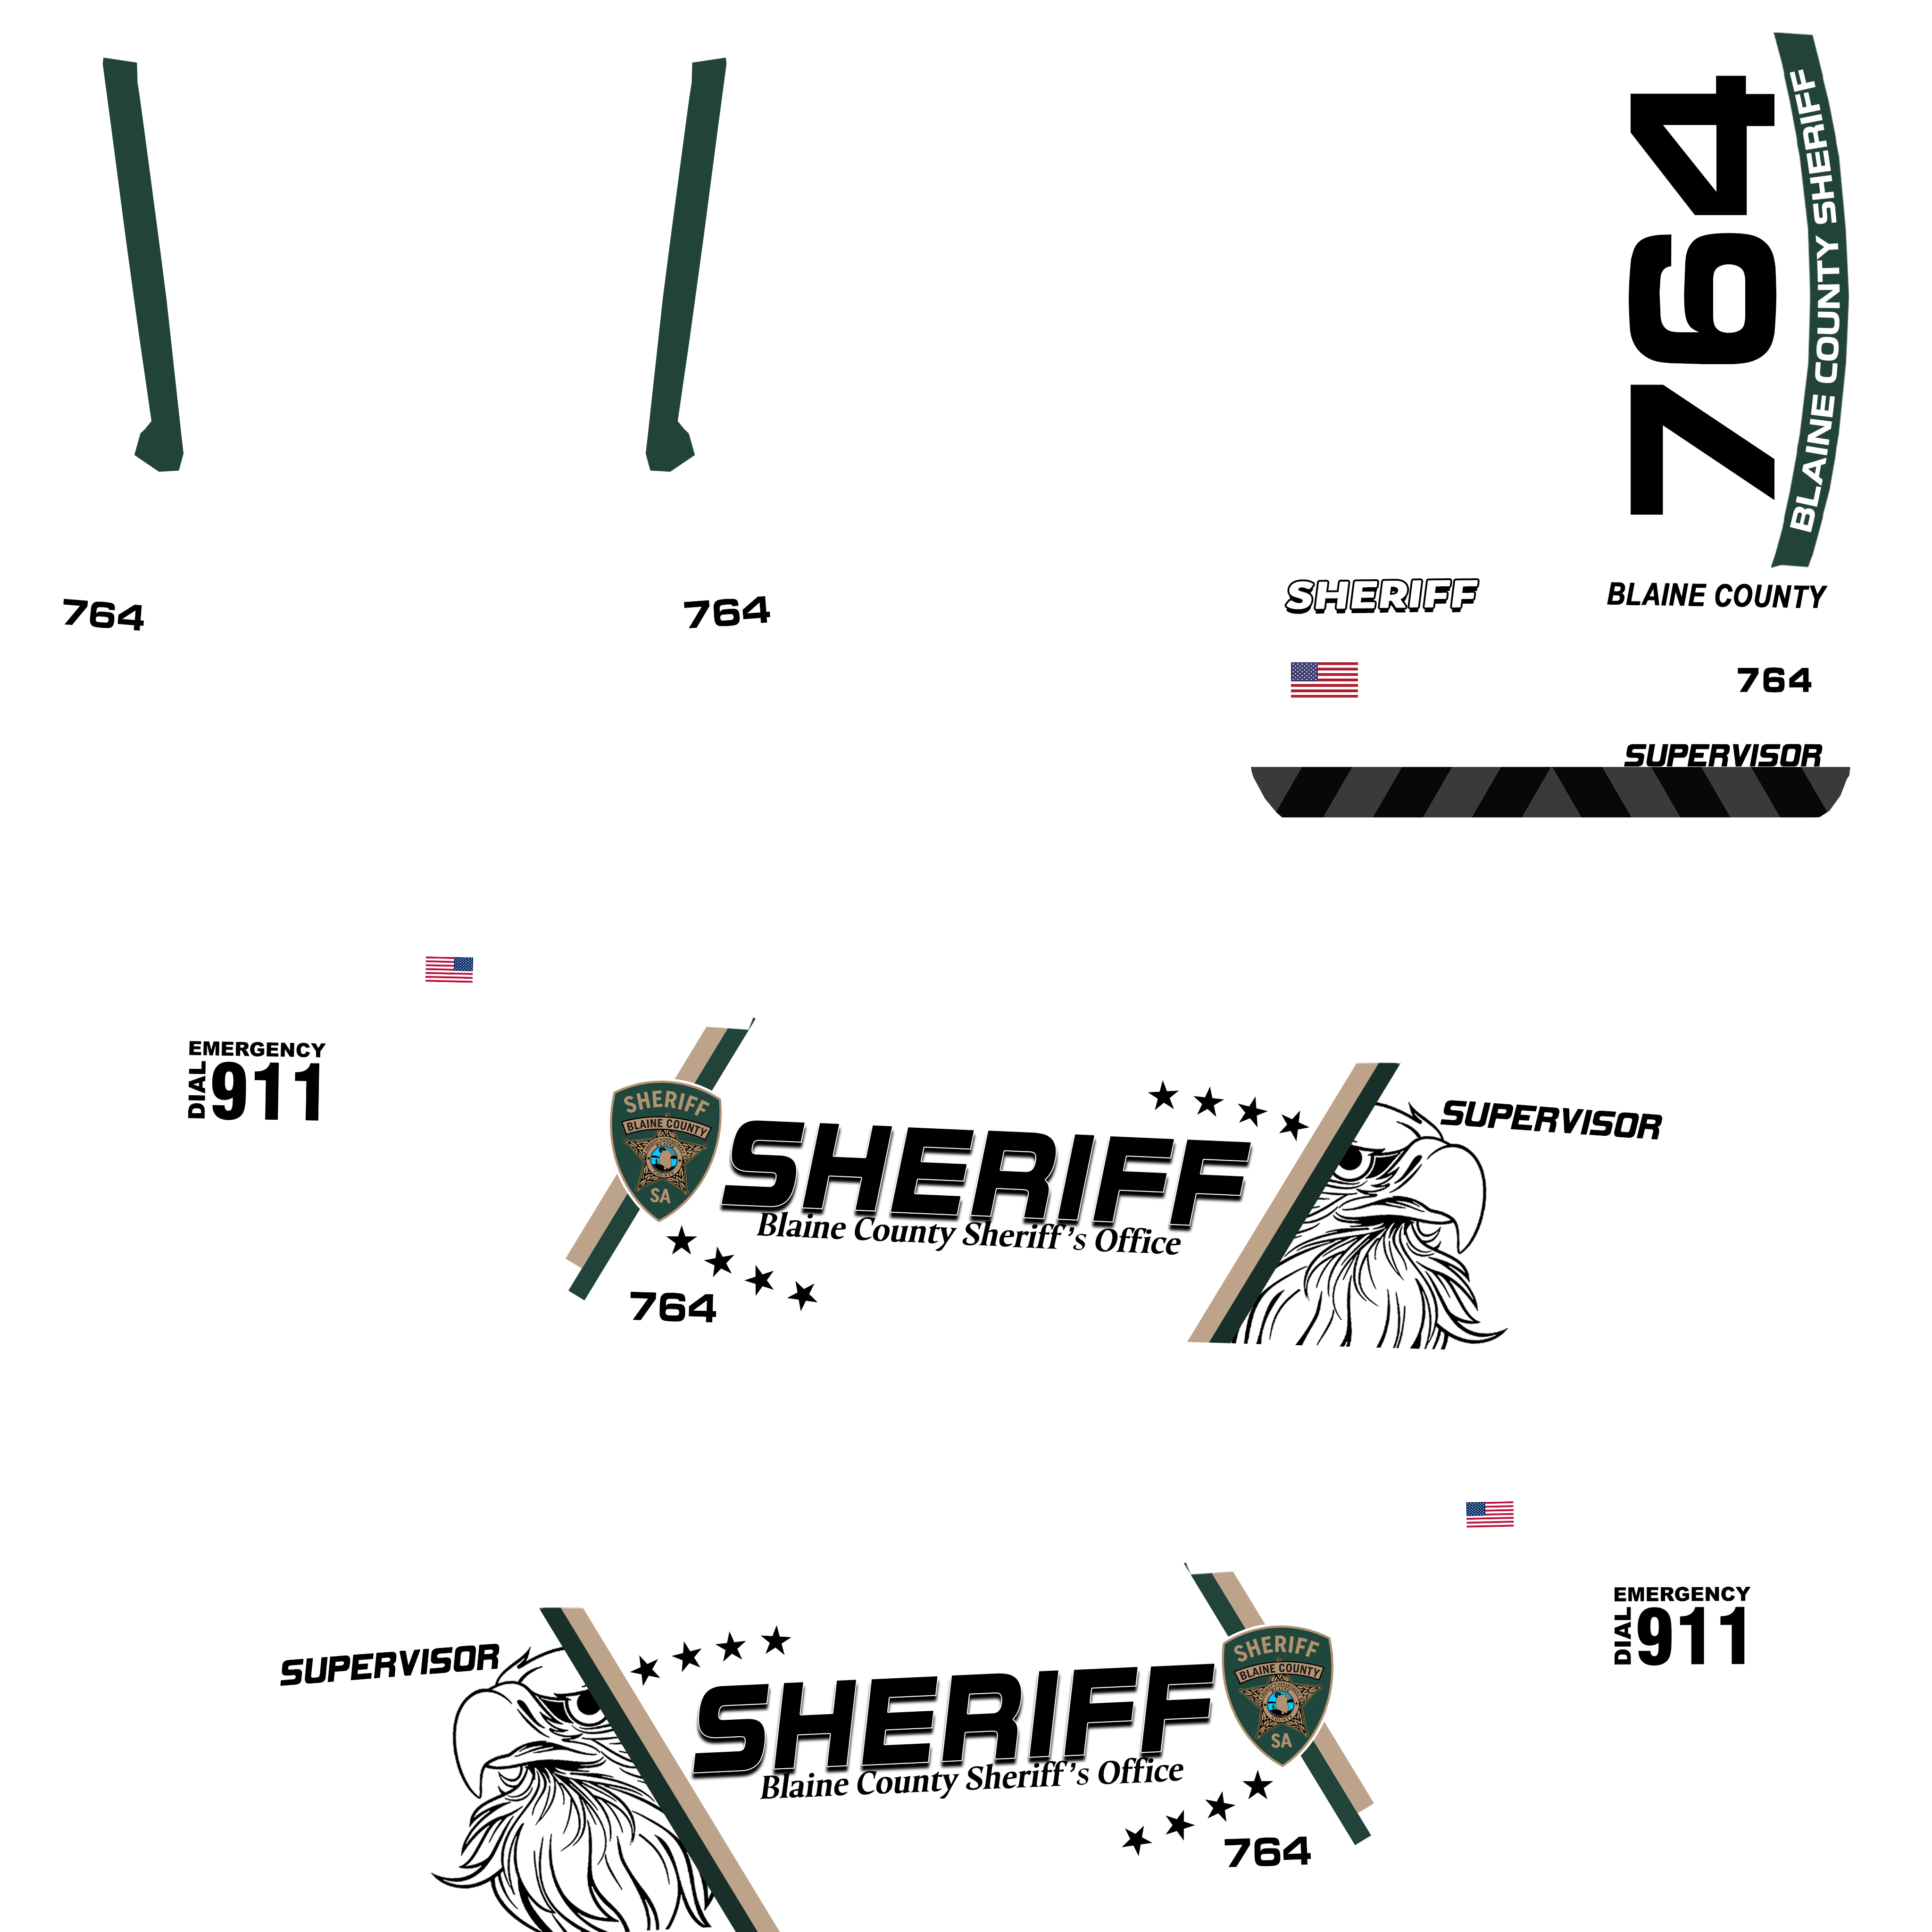 764
BLAINE COUNTY SHERIFF
764
764
SHERIFF
BLAINE COUNTY
764
SUPERVISOR
EMERGENCY
DIAL
911
SHERIFF
BLAINE COUNTY
SA
SHERIFF
Blaine County Sheriff's Office
764
SUPERVISOR
SUPERVISOR
SHERIFF
Blaine County Sheriff's Office
SHERIFF
BLAINE COUNTY
SA
764
EMERGENCY
DIAL
911